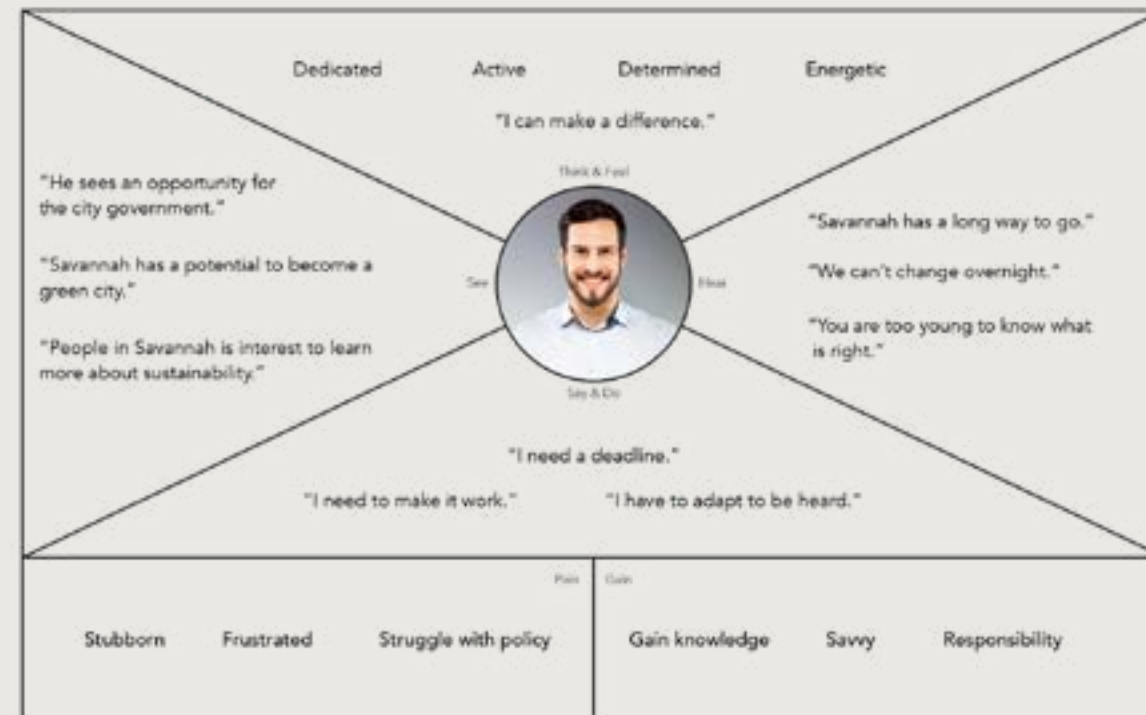 Dedicated Active Determined Energetic
"I can make a difference."
Think & Feel
"He sees an opportunity for
the city government."
"Savannah has a potential to become a
green city."
"People in Savannah is interest to learn
more about sustainability."
See
Hear
"Savannah has a long way to go."
"We can't change overnight."
"You are too young to know what
is right."
Say & Do
"I need a deadline."
"I need to make it work." "I have to adapt to be heard."
Pain Gain
Stubborn Frustrated Struggle with policy
Gain knowledge Savvy Responsibility